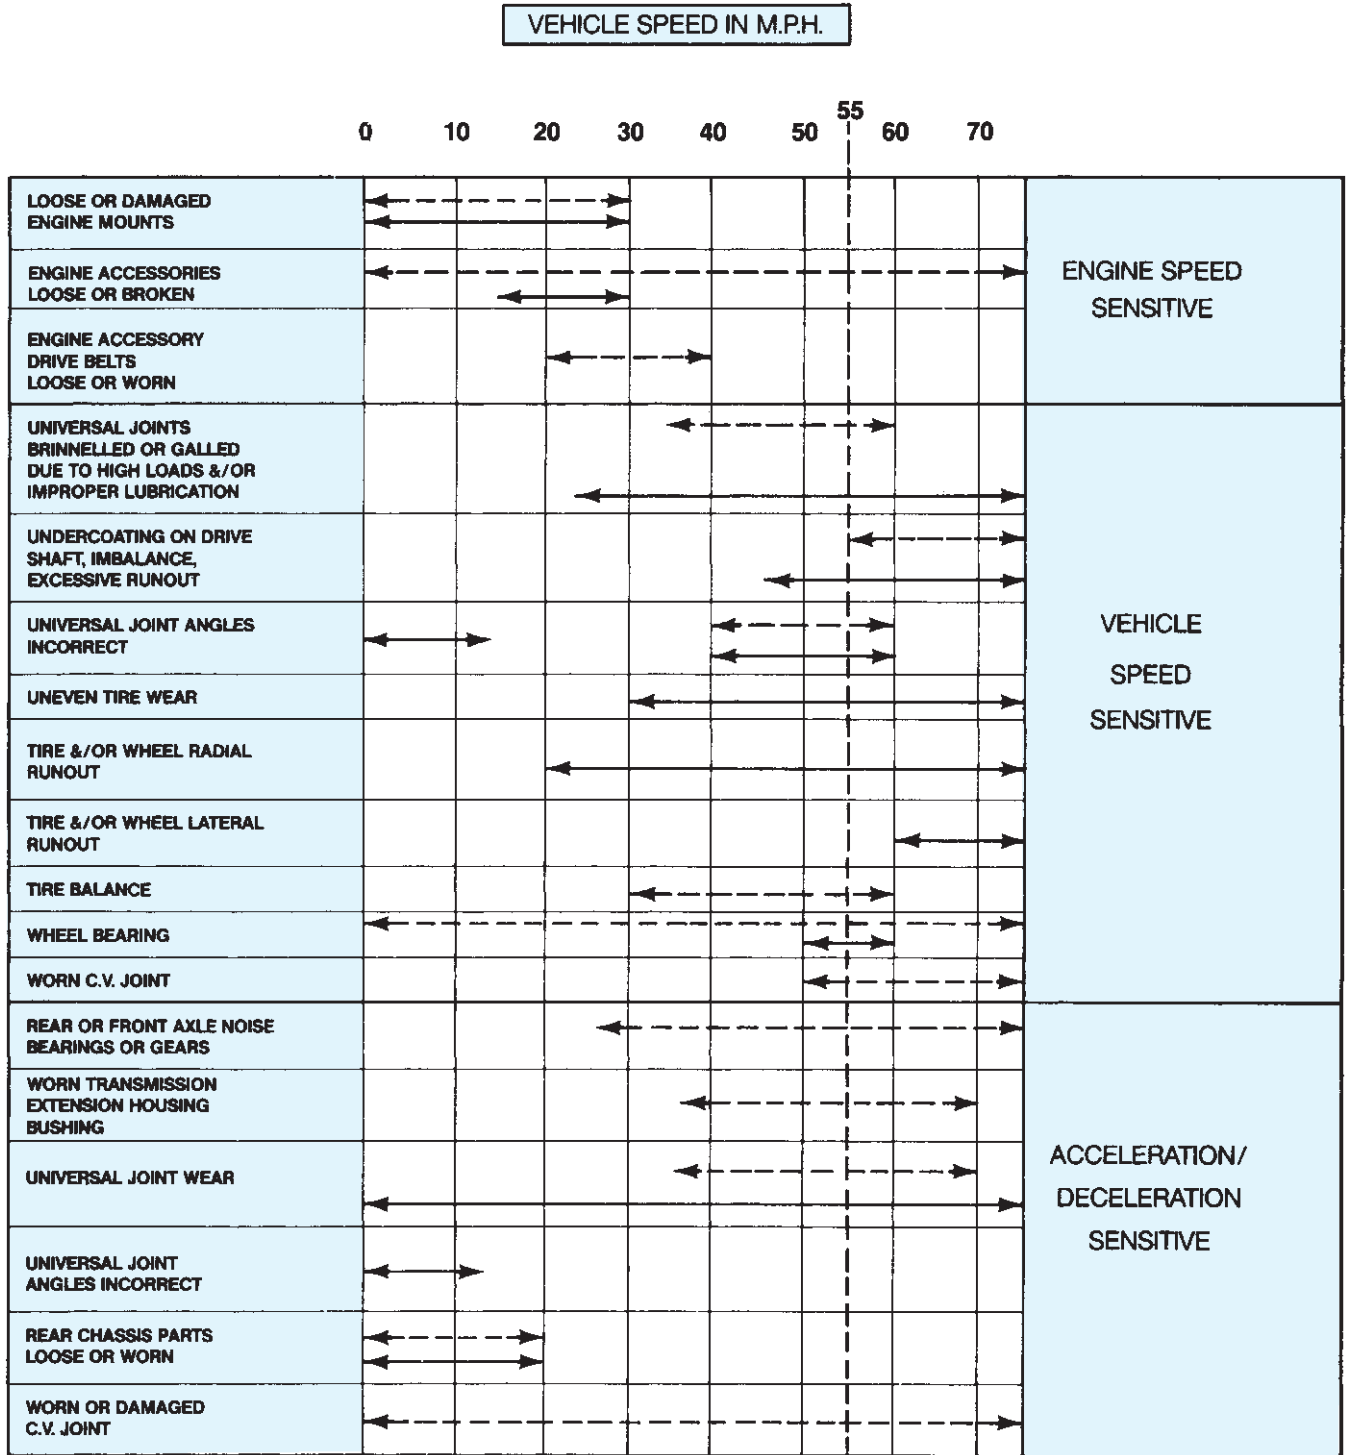 VEHICLE SPEED IN M.P.H.
55
0 10 20 30 40 50 60 70
LOOSE OR DAMAGED
ENGINE MOUNTS
ENGINE ACCESSORIES
LOOSE OR BROKEN
ENGINE SPEED
SENSITIVE
ENGINE ACCESSORY
DRIVE BELTS
LOOSE OR WORN
UNIVERSAL JOINTS
BRINNELLED OR GALLED
DUE TO HIGH LOADS &/OR
IMPROPER LUBRICATION
UNDERCOATING ON DRIVE
SHAFT, IMBALANCE,
EXCESSIVE RUNOUT
UNIVERSAL JOINT ANGLES
INCORRECT
VEHICLE
SPEED
SENSITIVE
UNEVEN TIRE WEAR
TIRE &/OR WHEEL RADIAL
RUNOUT
TIRE &/OR WHEEL LATERAL
RUNOUT
TIRE BALANCE
WHEEL BEARING
WORN C.V. JOINT
REAR OR FRONT AXLE NOISE
BEARINGS OR GEARS
WORN TRANSMISSION
EXTENSION HOUSING
BUSHING
UNIVERSAL JOINT WEAR
ACCELERATION/
DECELERATION
SENSITIVE
UNIVERSAL JOINT
ANGLES INCORRECT
REAR CHASSIS PARTS
LOOSE OR WORN
WORN OR DAMAGED
C.V. JOINT